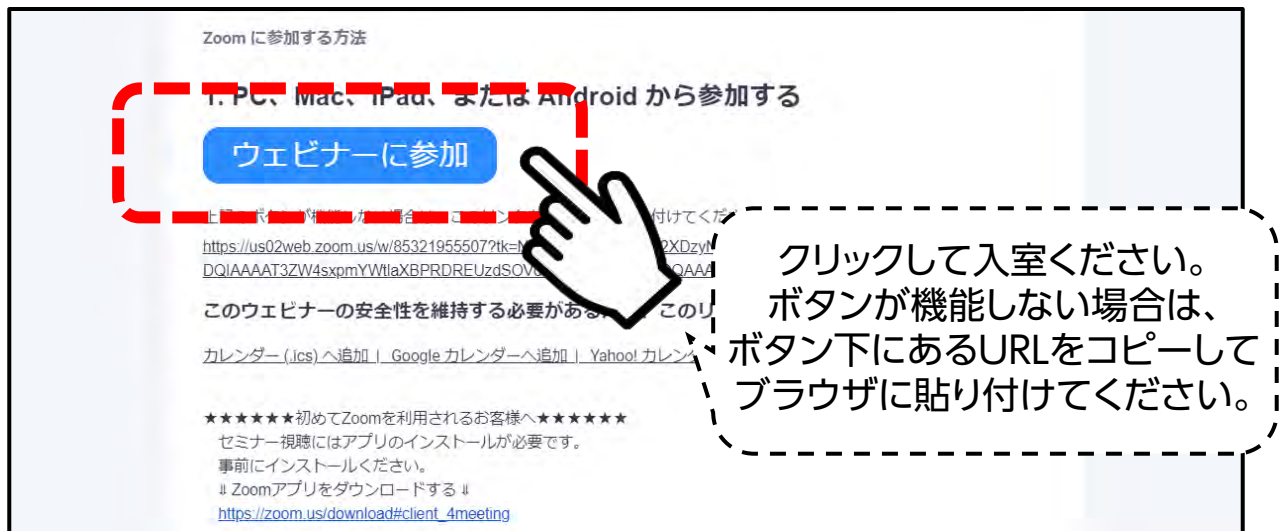 Zoom に参加する方法
1. PC、Mac、iPad、または Android から参加する
ウェビナーに参加
付けてくだ
https://us02web.zoom.us/w/85321955507?tk=
DQIAAAAT3ZW4sxpmYWtlaXBPRDREUzdSOV
このウェビナーの安全性を維持する必要がある このリ
カレンダー (.ics) へ追加 | Google カレンダーへ追加 | Yahoo! カレン
クリックして入室ください。
ボタンが機能しない場合は、
ボタン下にあるURLをコピーして
ブラウザに貼り付けてください。
★★★★★★初めてZoomを利用されるお客様へ★★★★★★
セミナー視聴にはアプリのインストールが必要です。
事前にインストールください。
⇓ Zoomアプリをダウンロードする ⇓
https://zoom.us/download#client_4meeting